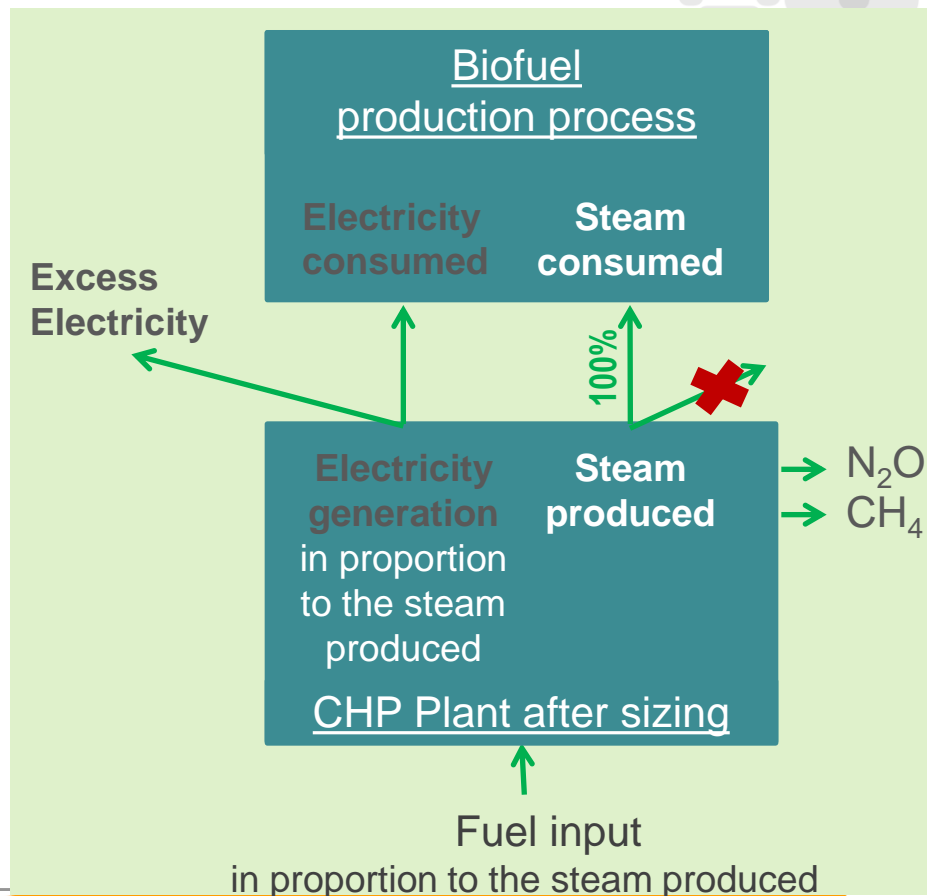 Biofuel
production process
Electricity
consumed
Steam
consumed
Excess
Electricity
100%
Electricity
generation
in proportion
to the steam
produced
Steam
produced
N₂O
CH₄
CHP Plant after sizing
Fuel input
in proportion to the steam produced